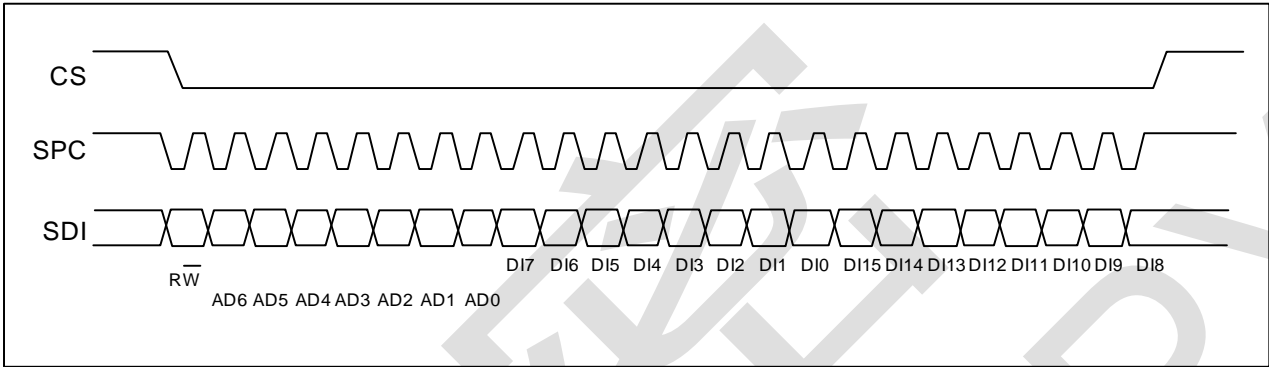 CS
SPC
SDI
RW̅
DI7 DI6 DI5 DI4 DI3 DI2 DI1 DI0 DI15 DI14 DI13 DI12 DI11 DI10 DI9 DI8
AD6 AD5 AD4 AD3 AD2 AD1 AD0